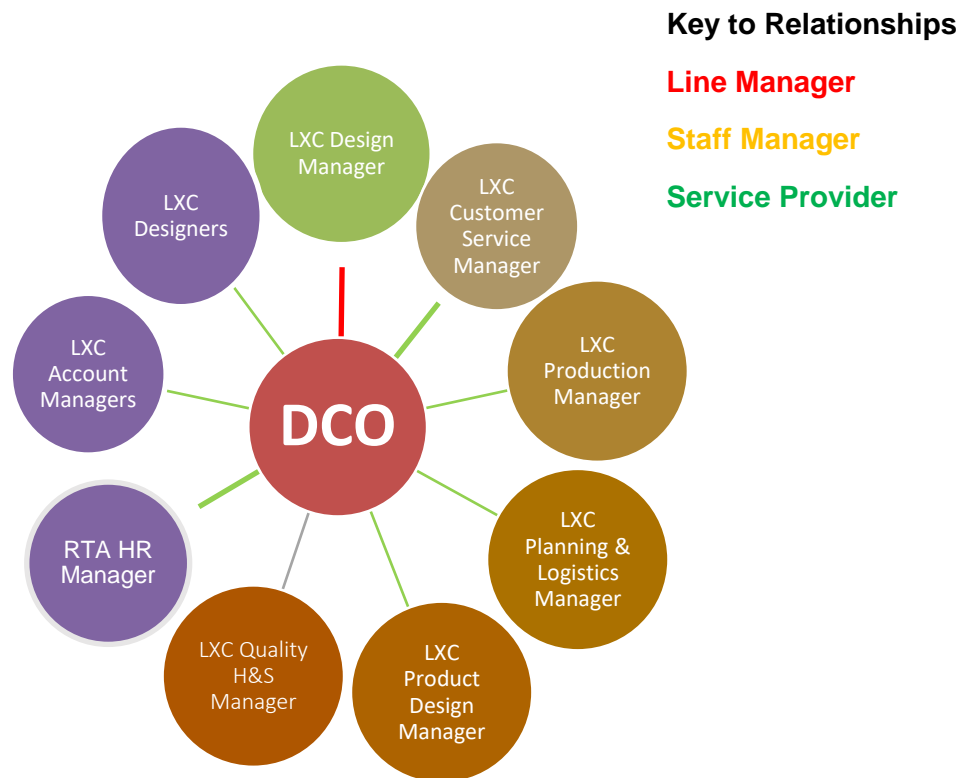 Key to Relationships
Line Manager
Staff Manager
Service Provider
LXC Design
Manager
LXC
Customer
Service
Manager
LXC
Production
Manager
LXC
Planning &
Logistics
Manager
LXC
Product
Design
Manager
LXC Quality
H&S
Manager
RTA HR
Manager
LXC
Account
Managers
LXC
Designers
DCO